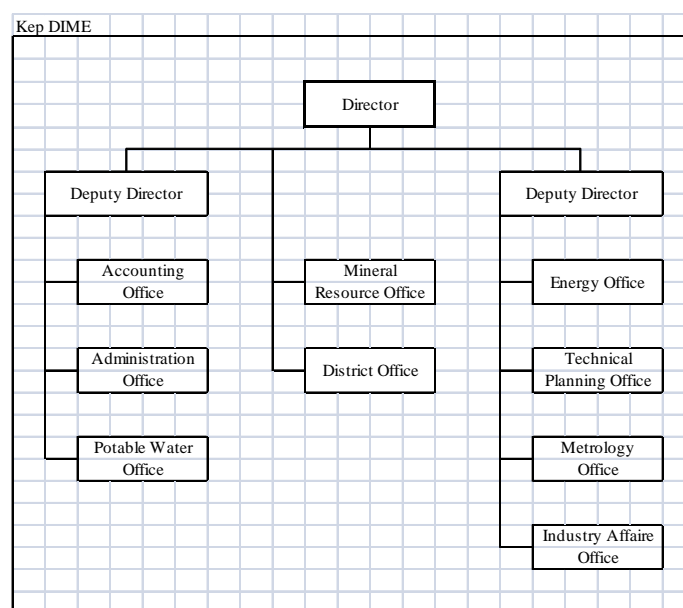 Kep DIME
Director
Deputy Director
Deputy Director
Accounting
Office
Mineral
Resource Office
Energy Office
Administration
Office
District Office
Technical
Planning Office
Potable Water
Office
Metrology
Office
Industry Affaire
Office